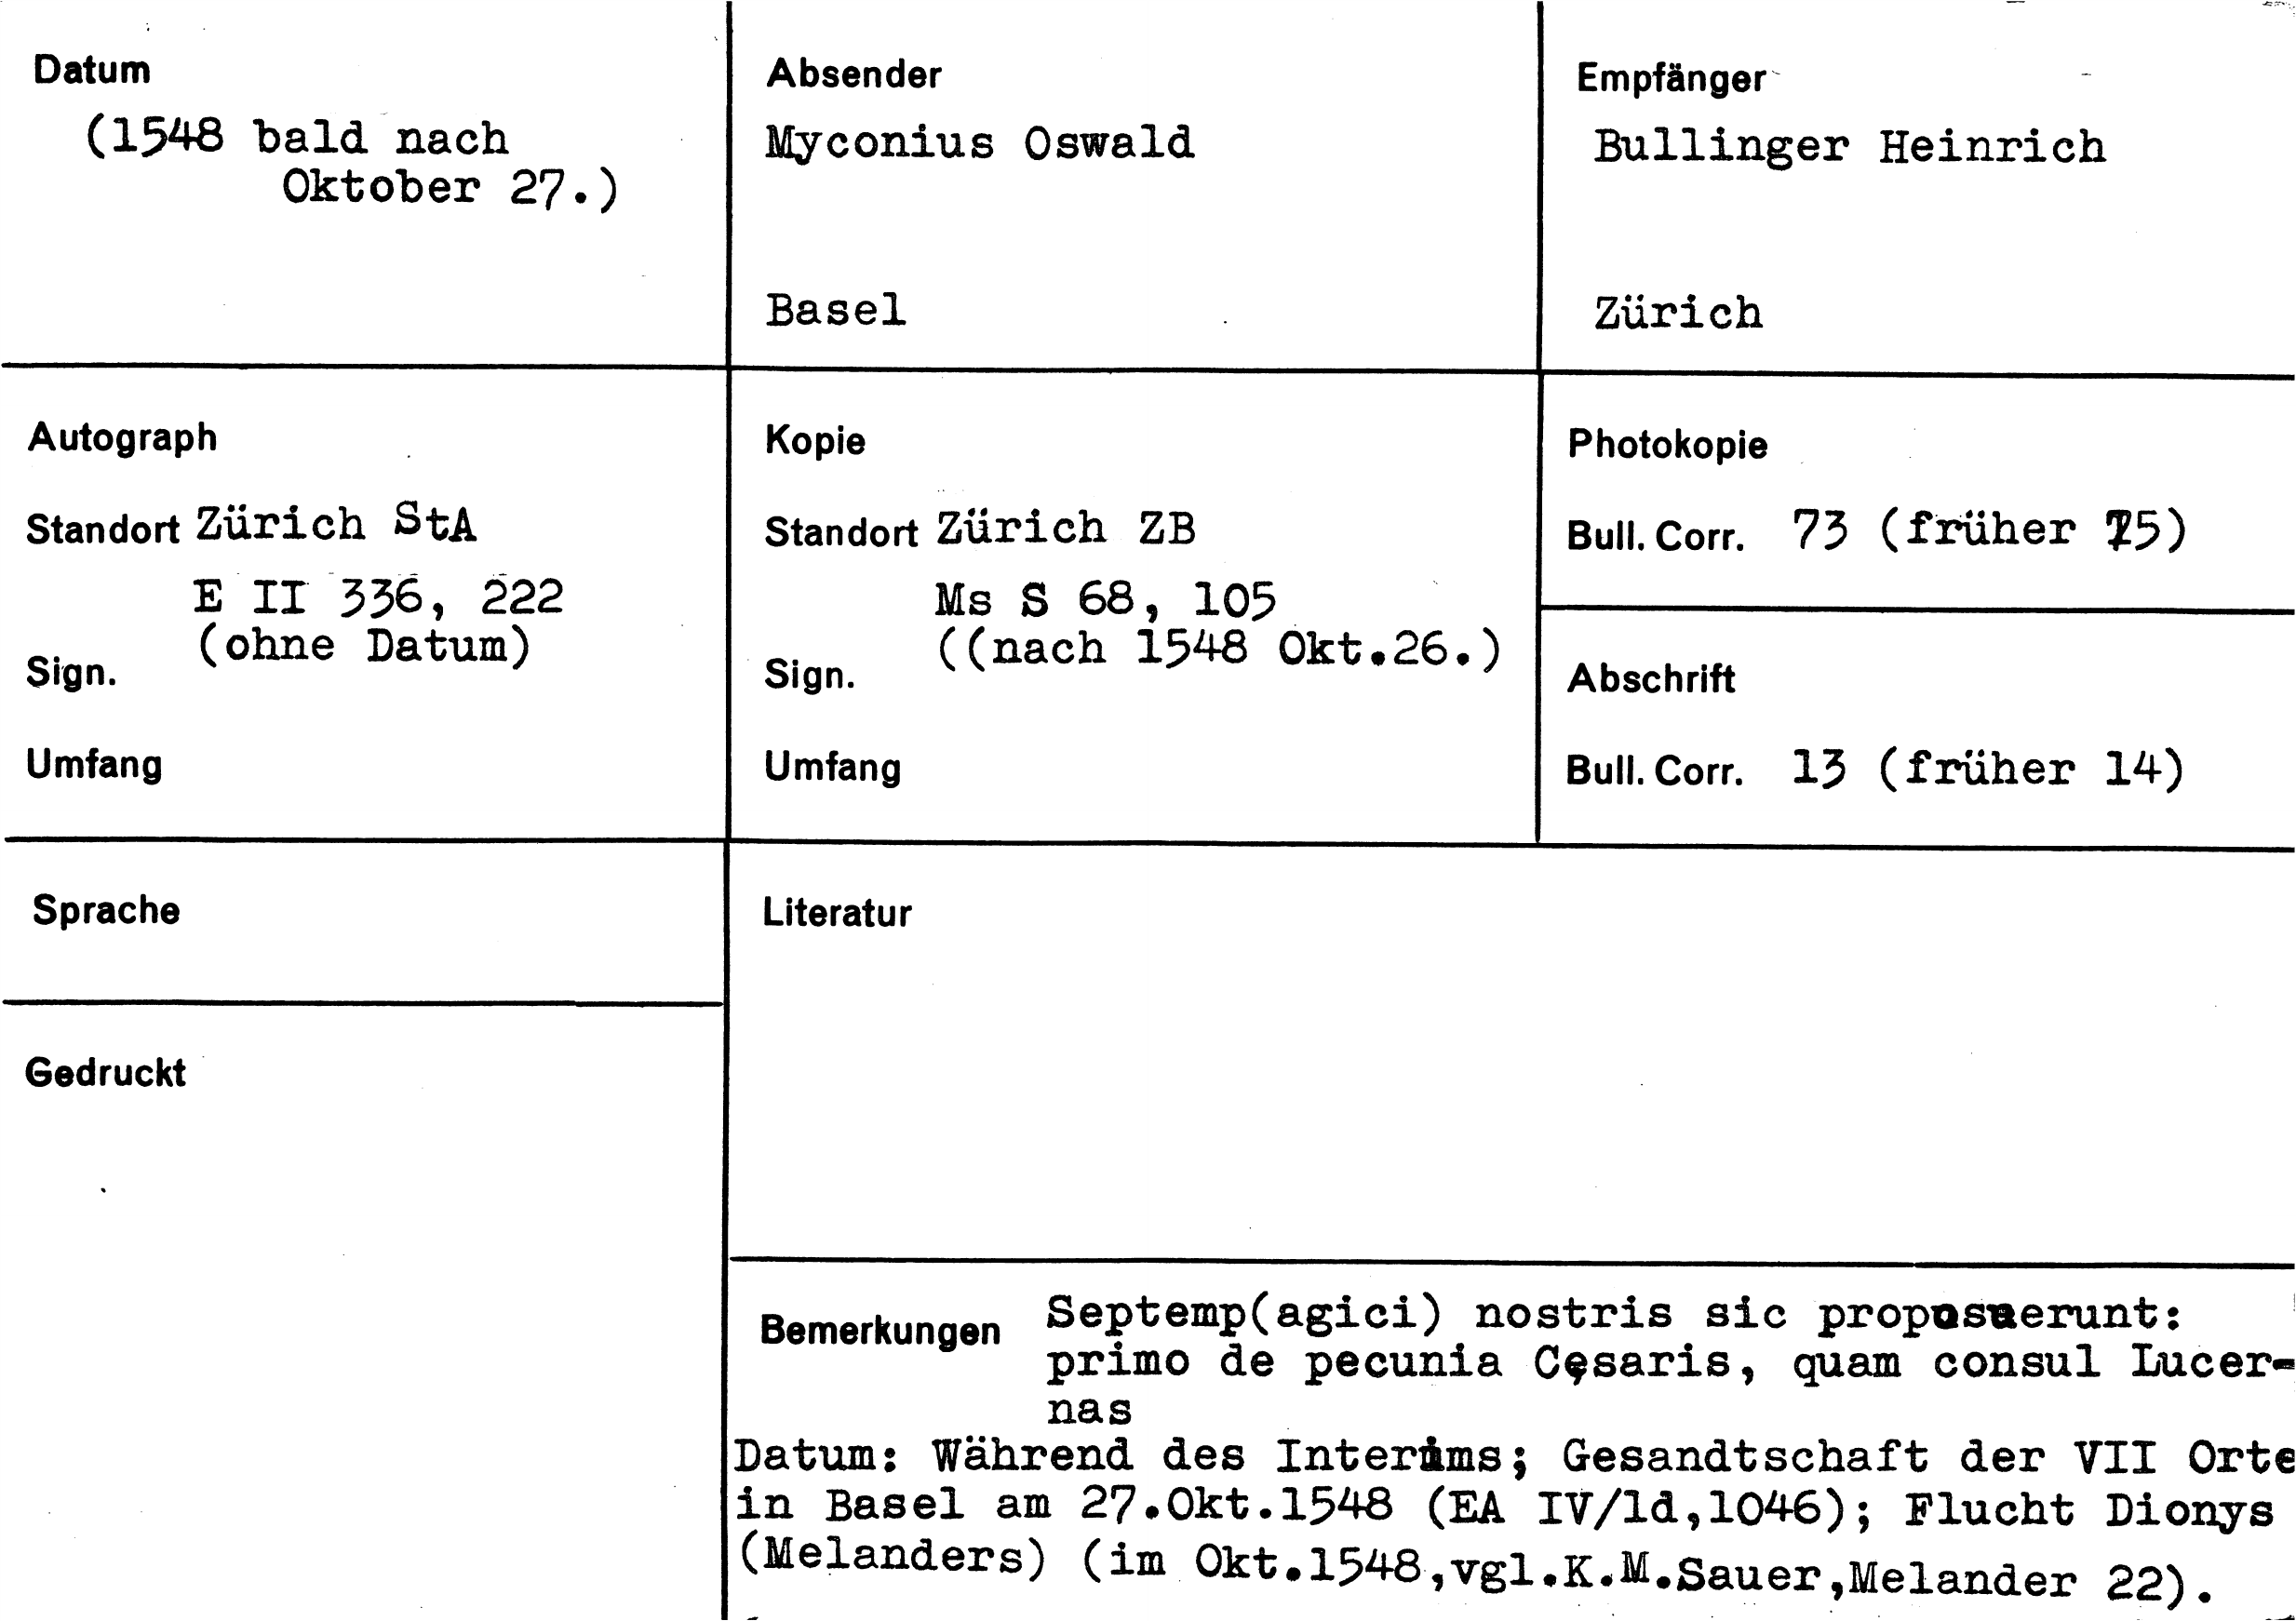 Datum
(1548 bald nach
Oktober 27.)
Absender
Myconius Oswald
Basel
Empfänger
Bullinger Heinrich
Zürich
Autograph
Standort Zürich StA
E II 336, 222
(ohne Datum)
Sign.
Umfang
Kopie
Standort Zürich ZB
Ms S 68, 105
((nach 1548 Okt.26.)
Sign.
Umfang
Photokopie
Bull. Corr. 73 (früher 75)
Abschrift
Bull. Corr. 13 (früher 14)
Sprache
Gedruckt
Literatur
Bemerkungen Septemp(agici) nostris sic proposuerunt:
primo de pecunia Cęsaris, quam consul Lucer-
nas
Datum: Während des Interims; Gesandtschaft der VII Orte
in Basel am 27.Okt.1548 (EA IV/1d,1046); Flucht Dionys
(Melanders) (im Okt.1548,vgl.K.M.Sauer,Melander 22).